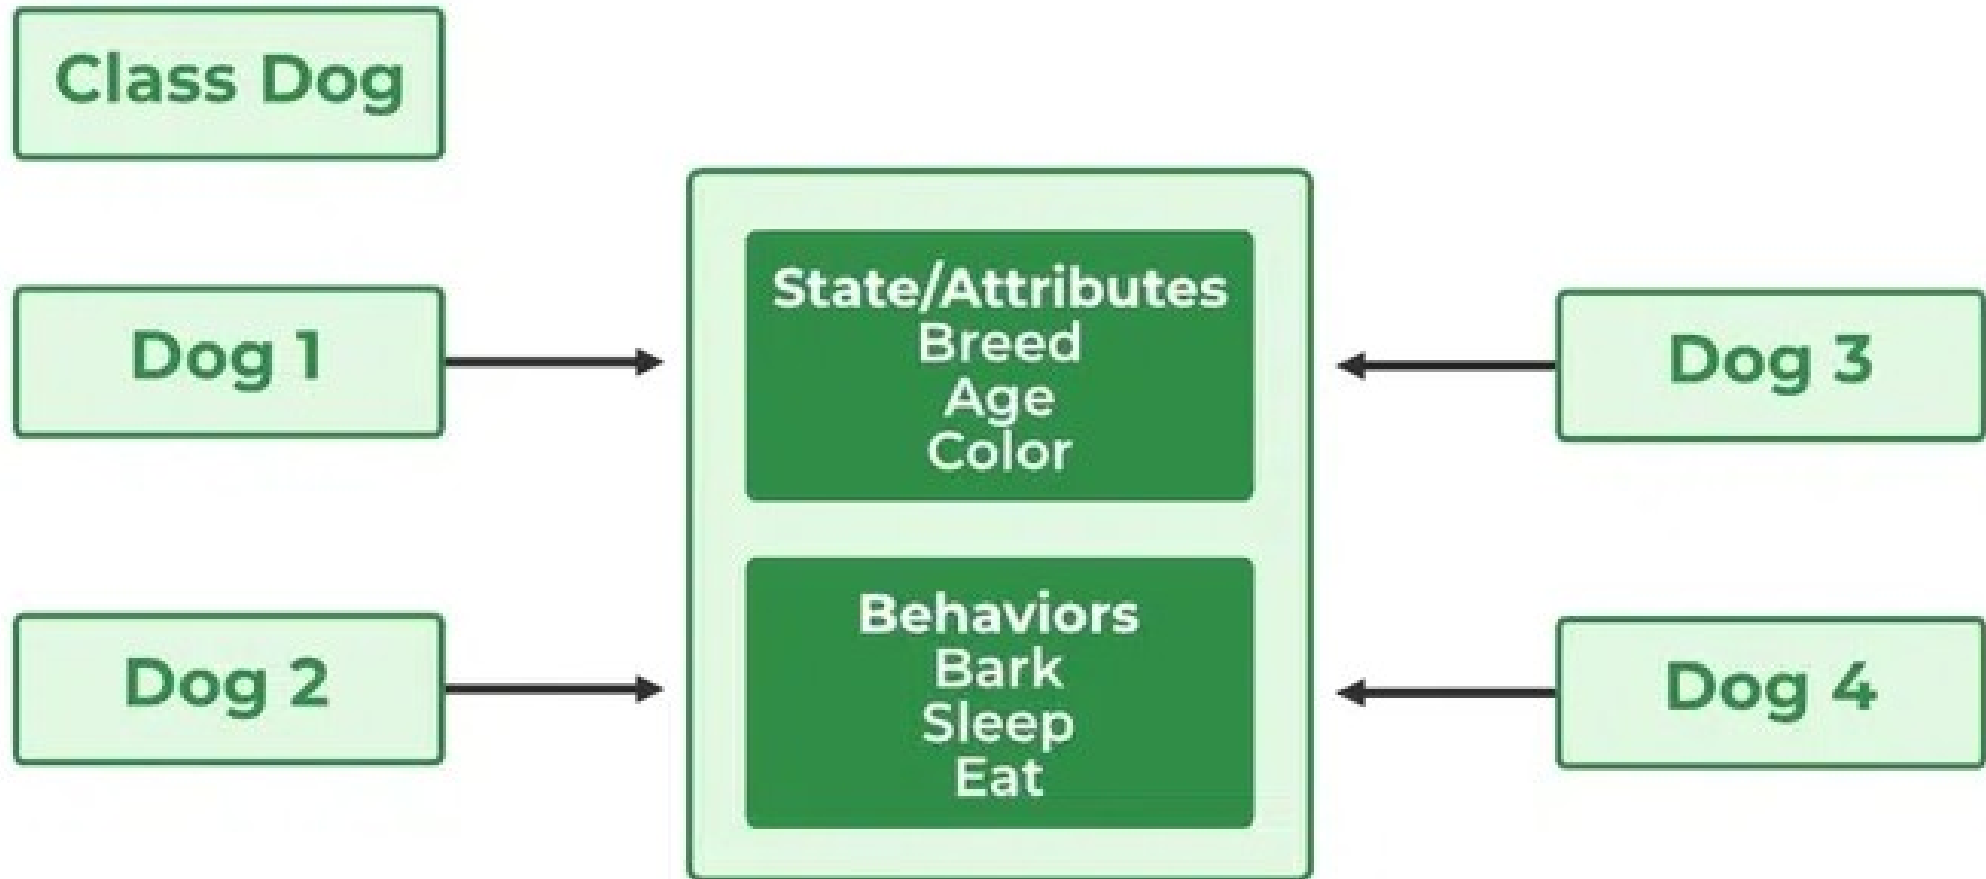 Class Dog
Dog 1
Dog 2
State/Attributes
Breed
Age
Color
Behaviors
Bark
Sleep
Eat
Dog 3
Dog 4